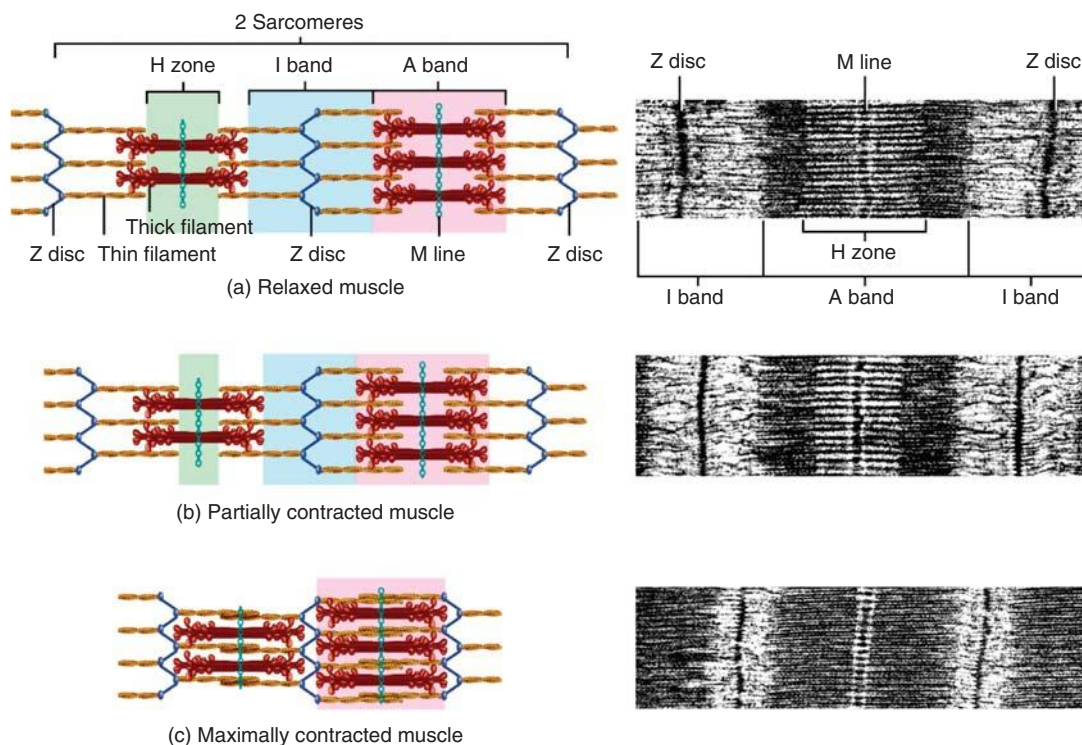 2 Sarcomeres
H zone
I band
A band
Thick filament
Z disc
Thin filament
Z disc
M line
Z disc
(a) Relaxed muscle
Z disc
M line
Z disc
H zone
I band
A band
I band
(b) Partially contracted muscle
(c) Maximally contracted muscle